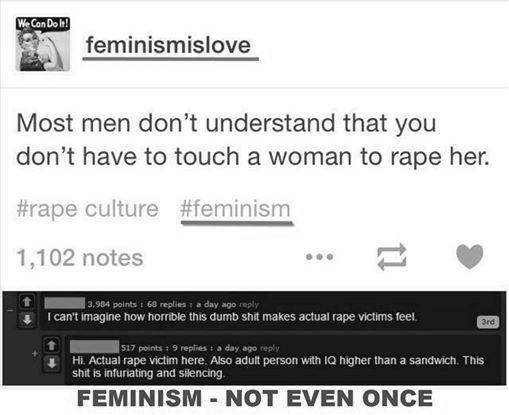 We Can Do It!
feminismislove
Most men don't understand that you
don't have to touch a woman to rape her.
#rape culture #feminism
1,102 notes
3,984 points : 68 replies : a day ago reply
I can't imagine how horrible this dumb shit makes actual rape victims feel.
3rd
517 points : 9 replies : a day ago reply
Hi. Actual rape victim here. Also adult person with IQ higher than a sandwich. This
shit is infuriating and silencing.
FEMINISM - NOT EVEN ONCE